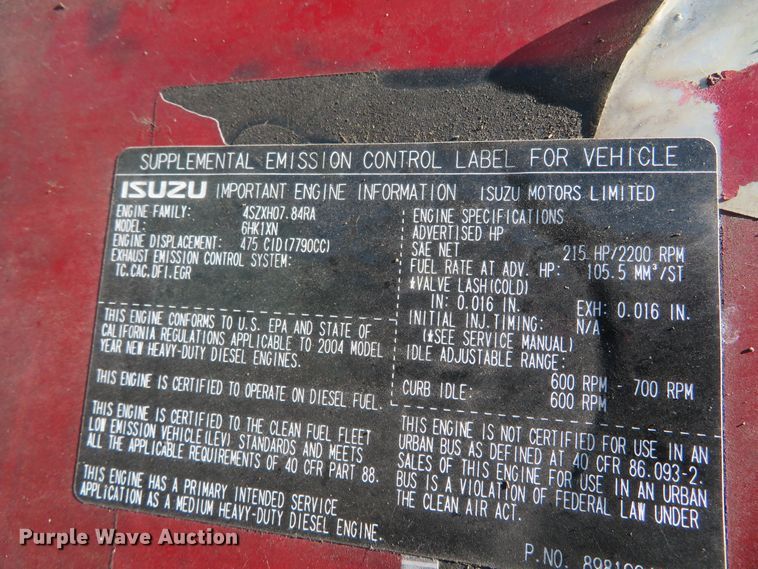 SUPPLEMENTAL EMISSION CONTROL LABEL FOR VEHICLE
ISUZU IMPORTANT ENGINE INFORMATION ISUZU MOTORS LIMITED
ENGINE FAMILY: 4SZXH07.84RA
MODEL: 6HK1XN
ENGINE DISPLACEMENT: 475 CID(7790CC)
EXHAUST EMISSION CONTROL SYSTEM:
TC.CAC.DFI.EGR
THIS ENGINE CONFORMS TO U.S. EPA AND STATE OF
CALIFORNIA REGULATIONS APPLICABLE TO 2004 MODEL
YEAR NEW HEAVY-DUTY DIESEL ENGINES.
THIS ENGINE IS CERTIFIED TO OPERATE ON DIESEL FUEL.
THIS ENGINE IS CERTIFIED TO THE CLEAN FUEL FLEET
LOW EMISSION VEHICLE(LEV) STANDARDS AND MEETS
ALL THE APPLICABLE REQUIREMENTS OF 40 CFR PART 88.
THIS ENGINE HAS A PRIMARY INTENDED SERVICE
APPLICATION AS A MEDIUM HEAVY-DUTY DIESEL ENGINE.
ENGINE SPECIFICATIONS
ADVERTISED HP
SAE NET 215 HP/2200 RPM
FUEL RATE AT ADV. HP: 105.5 MM³/ST
*VALVE LASH(COLD)
IN: 0.016 IN. EXH: 0.016 IN.
INITIAL INJ.TIMING: N/A
(*SEE SERVICE MANUAL)
IDLE ADJUSTABLE RANGE:
600 RPM - 700 RPM
CURB IDLE: 600 RPM
THIS ENGINE IS NOT CERTIFIED FOR USE IN AN
URBAN BUS AS DEFINED AT 40 CFR 86.093-2.
SALES OF THIS ENGINE FOR USE IN AN URBAN
BUS IS A VIOLATION OF FEDERAL LAW UNDER
THE CLEAN AIR ACT.
P.NO.
Purple Wave Auction